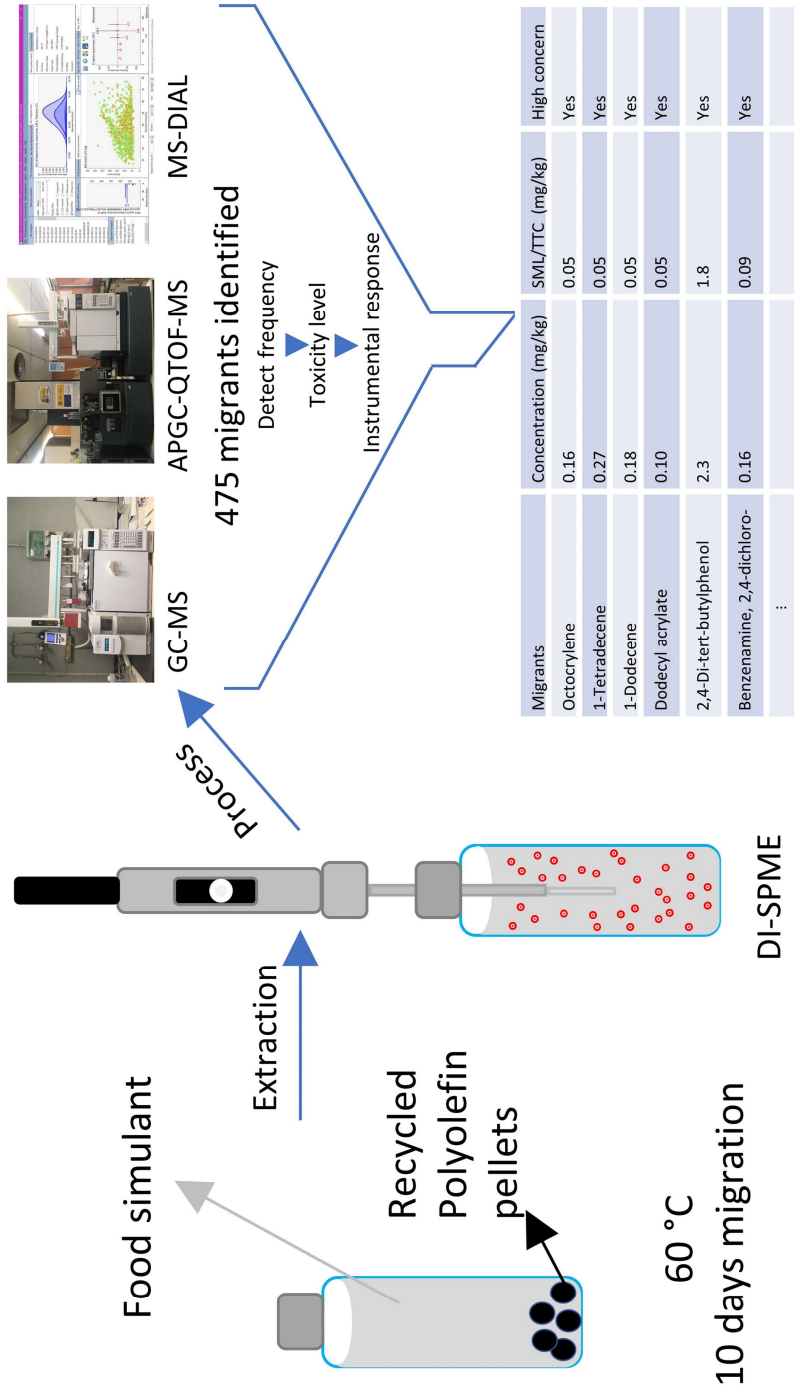 Food simulant
Recycled
Polyolefin
pellets
60 °C
10 days migration
Extraction
DI-SPME
Process
GC-MS
APGC-QTOF-MS
MS-DIAL
475 migrants identified
Detect frequency
Toxicity level
Instrumental response
Migrants Concentration (mg/kg) SML/TTC (mg/kg) High concern
Octocrylene 0.16 0.05 Yes
1-Tetradecene 0.27 0.05 Yes
1-Dodecene 0.18 0.05 Yes
Dodecyl acrylate 0.10 0.05 Yes
2,4-Di-tert-butylphenol 2.3 1.8 Yes
Benzenamine, 2,4-dichloro- 0.16 0.09 Yes
...